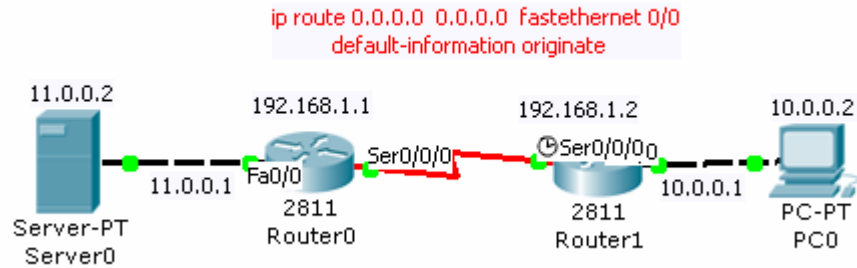 ip route 0.0.0.0 0.0.0.0 fastethernet 0/0
default-information originate
11.0.0.2
192.168.1.1
192.168.1.2
10.0.0.2
Ser0/0/0
Ser0/0/0
Fa0/0
11.0.0.1
10.0.0.1
Server-PT
Server0
2811
Router0
2811
Router1
PC-PT
PC0